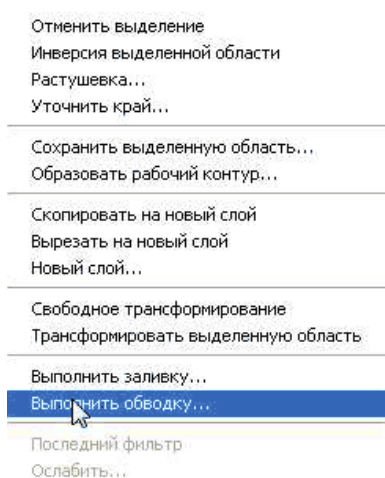 Отменить выделение
Инверсия выделенной области
Растушевка...
Уточнить край...
Сохранить выделенную область...
Образовать рабочий контур...
Скопировать на новый слой
Вырезать на новый слой
Новый слой...
Свободное трансформирование
Трансформировать выделенную область
Выполнить заливку...
Выполнить обводку...
Последний фильтр
Ослабить...